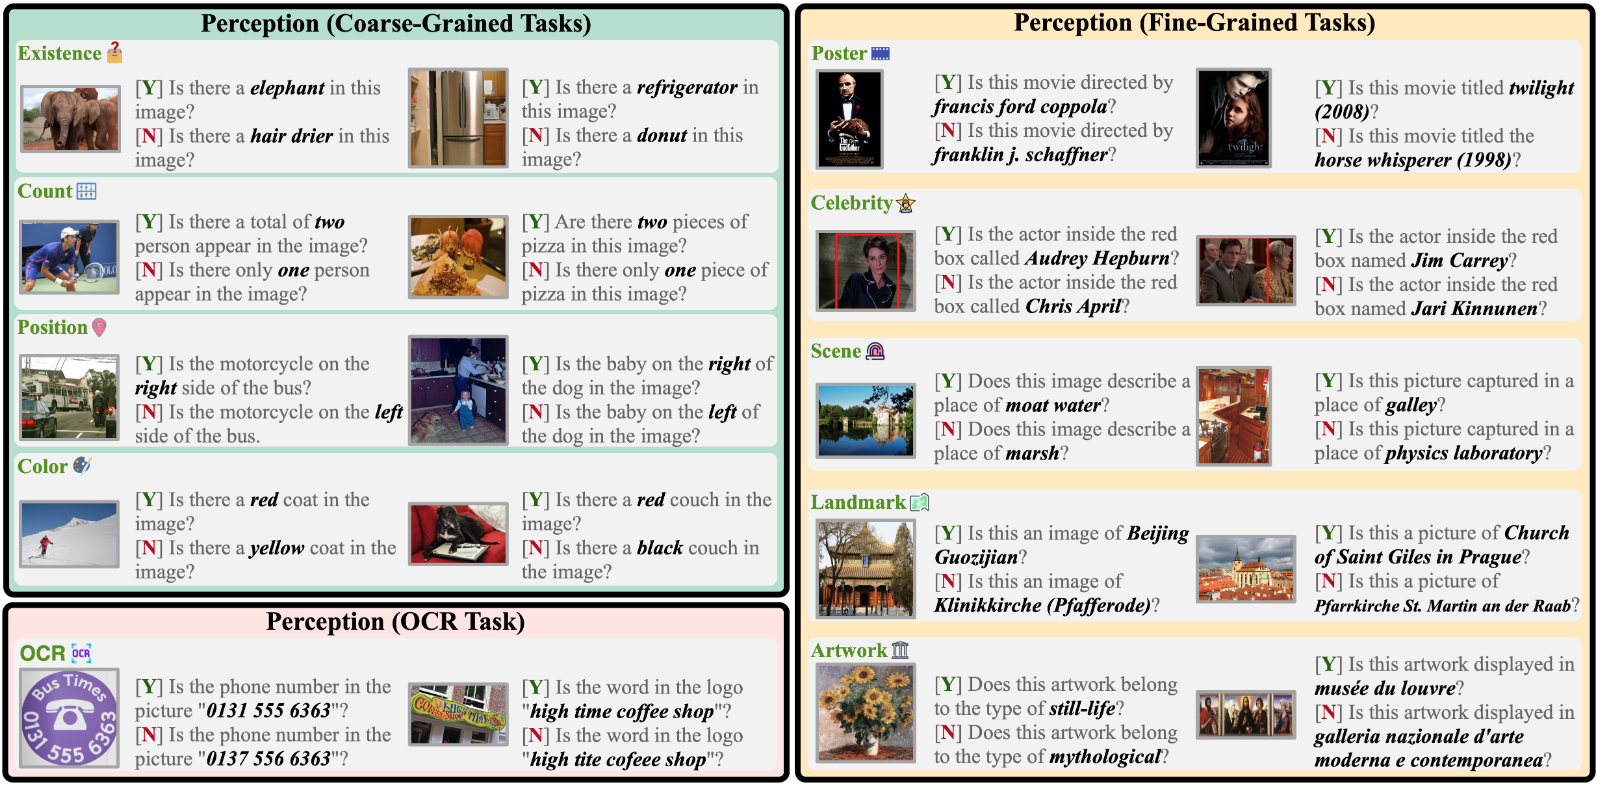 Perception (Coarse-Grained Tasks)
Existence
[Y] Is there a elephant in this
image?
[N] Is there a hair drier in this
image?
[Y] Is there a refrigerator in
this image?
[N] Is there a donut in this
image?
Count
[Y] Is there a total of two
person appear in the image?
[N] Is there only one person
appear in the image?
[Y] Are there two pieces of
pizza in this image?
[N] Is there only one piece of
pizza in this image?
Position
[Y] Is the motorcycle on the
right side of the bus?
[N] Is the motorcycle on the left
side of the bus.
[Y] Is the baby on the right of
the dog in the image?
[N] Is the baby on the left of
the dog in the image?
Color
[Y] Is there a red coat in the
image?
[N] Is there a yellow coat in the
image?
[Y] Is there a red couch in the
image?
[N] Is there a black couch in
the image?
Perception (OCR Task)
OCR OCR
Bus Times
0131 555 6363
[Y] Is the phone number in the
picture "0131 555 6363"?
[N] Is the phone number in the
picture "0137 556 6363"?
[Y] Is the word in the logo
"high time coffee shop"?
[N] Is the word in the logo
"high tite cofeee shop"?
Perception (Fine-Grained Tasks)
Poster
The
Godfather
[Y] Is this movie directed by
francis ford coppola?
[N] Is this movie directed by
franklin j. schaffner?
twilight
[Y] Is this movie titled twilight
(2008)?
[N] Is this movie titled the
horse whisperer (1998)?
Celebrity
[Y] Is the actor inside the red
box called Audrey Hepburn?
[N] Is the actor inside the red
box called Chris April?
[Y] Is the actor inside the red
box named Jim Carrey?
[N] Is the actor inside the red
box named Jari Kinnunen?
Scene
[Y] Does this image describe a
place of moat water?
[N] Does this image describe a
place of marsh?
[Y] Is this picture captured in a
place of galley?
[N] Is this picture captured in a
place of physics laboratory?
Landmark
[Y] Is this an image of Beijing
Guozijian?
[N] Is this an image of
Klinikkirche (Pfafferode)?
[Y] Is this a picture of Church
of Saint Giles in Prague?
[N] Is this a picture of
Pfarrkirche St. Martin an der Raab?
Artwork
[Y] Does this artwork belong
to the type of still-life?
[N] Does this artwork belong
to the type of mythological?
[Y] Is this artwork displayed in
musée du louvre?
[N] Is this artwork displayed in
galleria nazionale d'arte
moderna e contemporanea?